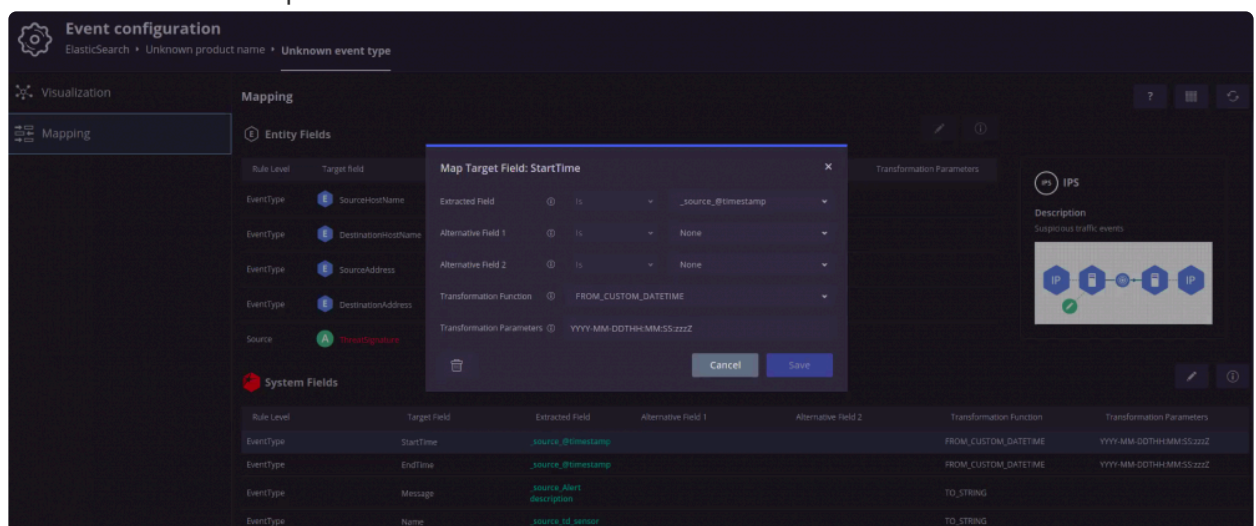 Event configuration
ElasticSearch • Unknown product name • Unknown event type
Visualization
Mapping
Mapping
?
E Entity Fields
Rule Level Target field Transformation Parameters
EventType E SourceHostName
EventType E DestinationHostName
EventType E SourceAddress
EventType E DestinationAddress
Source A ThreatSignature
Map Target Field: StartTime ×
Extracted Field Is _source_@timestamp
Alternative Field 1 Is None
Alternative Field 2 Is None
Transformation Function FROM_CUSTOM_DATETIME
Transformation Parameters YYYY-MM-DDTHH:MM:SS:zzzZ
Cancel Save
IPS IPS
Description
Suspicious traffic events
IP IP
System Fields
Rule Level Target Field Extracted Field Alternative Field 1 Alternative Field 2 Transformation Function Transformation Parameters
EventType StartTime _source_@timestamp FROM_CUSTOM_DATETIME YYYY-MM-DDTHH:MM:SS:zzzZ
EventType EndTime _source_@timestamp FROM_CUSTOM_DATETIME YYYY-MM-DDTHH:MM:SS:zzzZ
EventType Message _source_Alert description TO_STRING
EventType Name _source_td_sensor TO_STRING